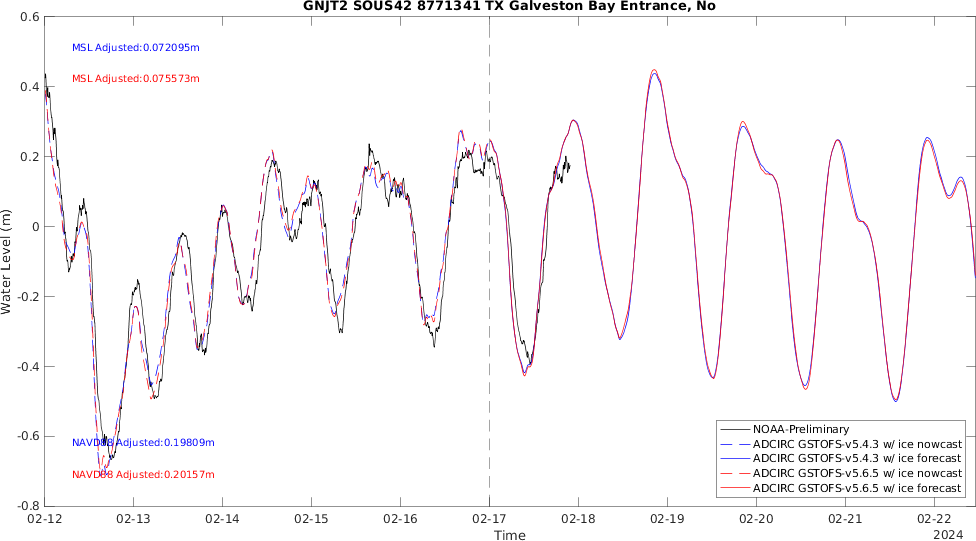 GNJT2 SOUS42 8771341 TX Galveston Bay Entrance, No
0.6
MSL Adjusted:0.072095m
MSL Adjusted:0.075573m
0.4
0.2
0
-0.2
-0.4
-0.6
-0.8
Water Level (m)
NAVD88 Adjusted:0.19809m
NAVD88 Adjusted:0.20157m
NOAA-Preliminary
ADCIRC GSTOFS-v5.4.3 w/ ice nowcast
ADCIRC GSTOFS-v5.4.3 w/ ice forecast
ADCIRC GSTOFS-v5.6.5 w/ ice nowcast
ADCIRC GSTOFS-v5.6.5 w/ ice forecast
02-12 02-13 02-14 02-15 02-16 02-17 02-18 02-19 02-20 02-21 02-22
Time
2024